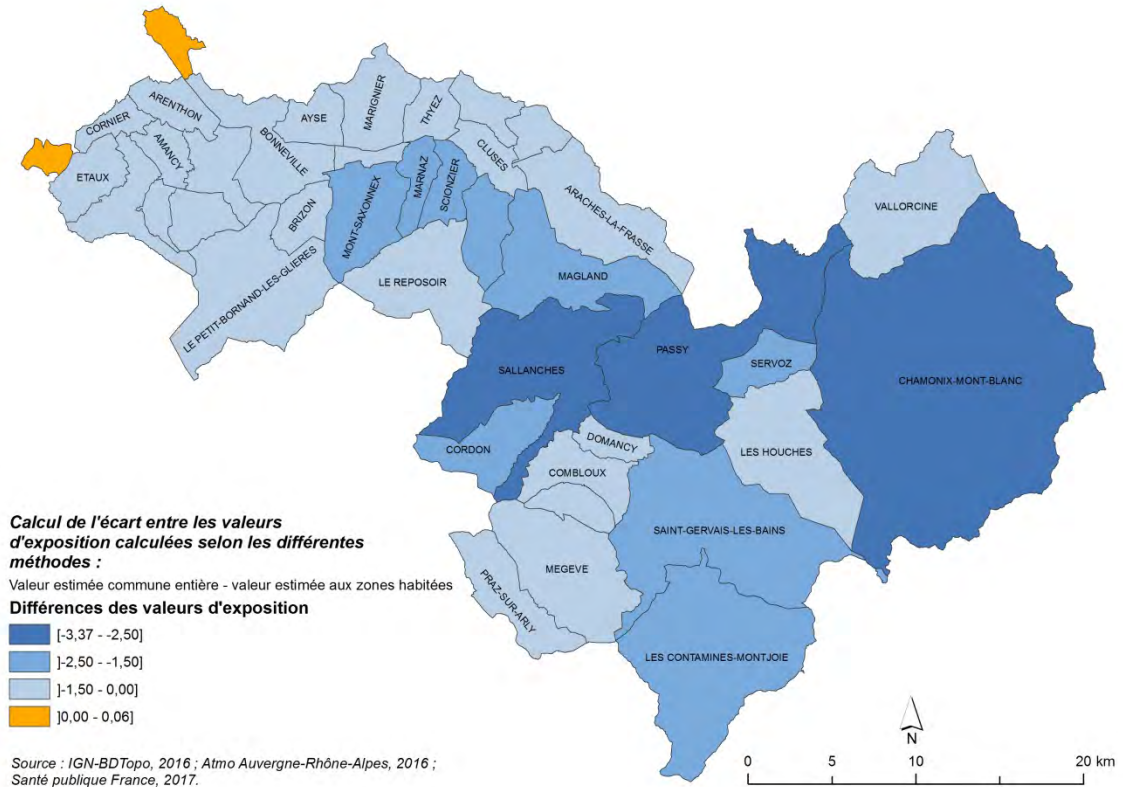 ARENTHON
CORNIER
AMANCY
ETAUX
AYSE
BONNEVILLE
MARIGNIER
THYEZ
CLUSES
MARNAZ
SCIONZIER
MONT-SAXONNEX
BRIZON
LE PETIT-BORNAND-LES-GLIERES
LE REPOSOIR
ARACHES-LA-FRASSE
MAGLAND
VALLORCINE
SALLANCHES
PASSY
SERVOZ
CHAMONIX-MONT-BLANC
CORDON
DOMANCY
COMBLOUX
LES HOUCHES
SAINT-GERVAIS-LES-BAINS
MEGEVE
PRAZ-SUR-ARLY
LES CONTAMINES-MONTJOIE
Calcul de l'écart entre les valeurs
d'exposition calculées selon les différentes
méthodes :
Valeur estimée commune entière - valeur estimée aux zones habitées
Différences des valeurs d'exposition
[-3,37 - -2,50]
]-2,50 - -1,50]
]-1,50 - 0,00]
]0,00 - 0,06]
Source : IGN-BDTopo, 2016 ; Atmo Auvergne-Rhône-Alpes, 2016 ;
Santé publique France, 2017.
N
0 5 10 20 km